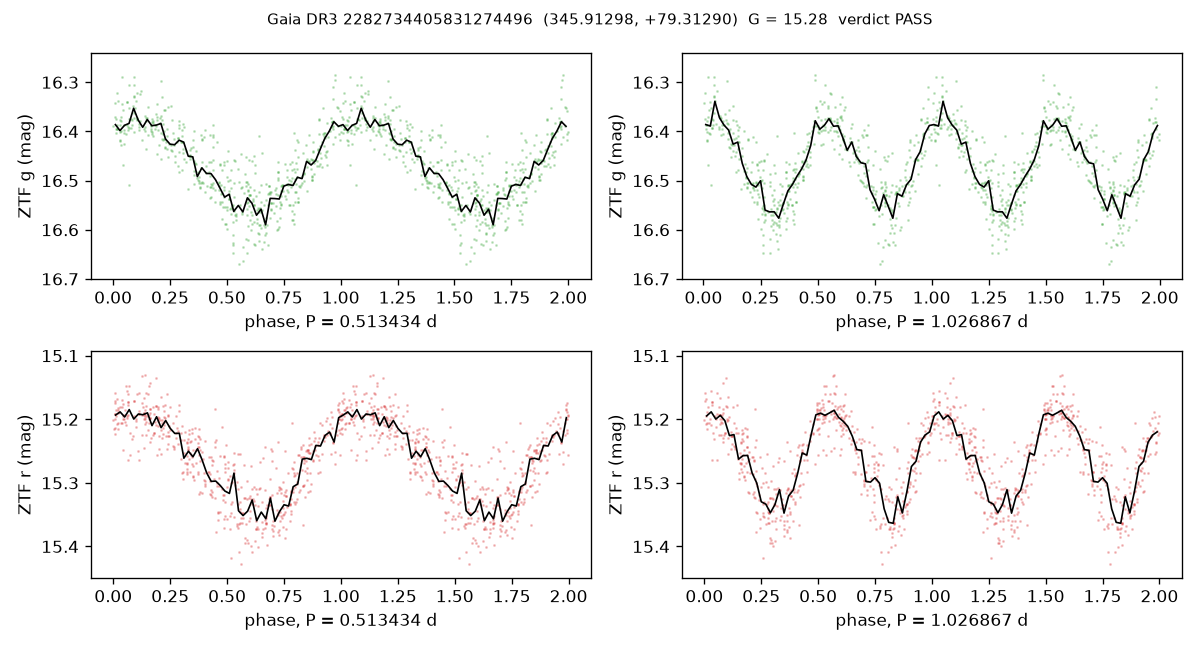 Gaia DR3 2282734405831274496 (345.91298, +79.31290) G = 15.28 verdict PASS
ZTF g (mag)
16.3
16.4
16.5
16.6
16.7
0.00 0.25 0.50 0.75 1.00 1.25 1.50 1.75 2.00
phase, P = 0.513434 d
ZTF g (mag)
16.3
16.4
16.5
16.6
16.7
0.00 0.25 0.50 0.75 1.00 1.25 1.50 1.75 2.00
phase, P = 1.026867 d
ZTF r (mag)
15.1
15.2
15.3
15.4
0.00 0.25 0.50 0.75 1.00 1.25 1.50 1.75 2.00
phase, P = 0.513434 d
ZTF r (mag)
15.1
15.2
15.3
15.4
0.00 0.25 0.50 0.75 1.00 1.25 1.50 1.75 2.00
phase, P = 1.026867 d